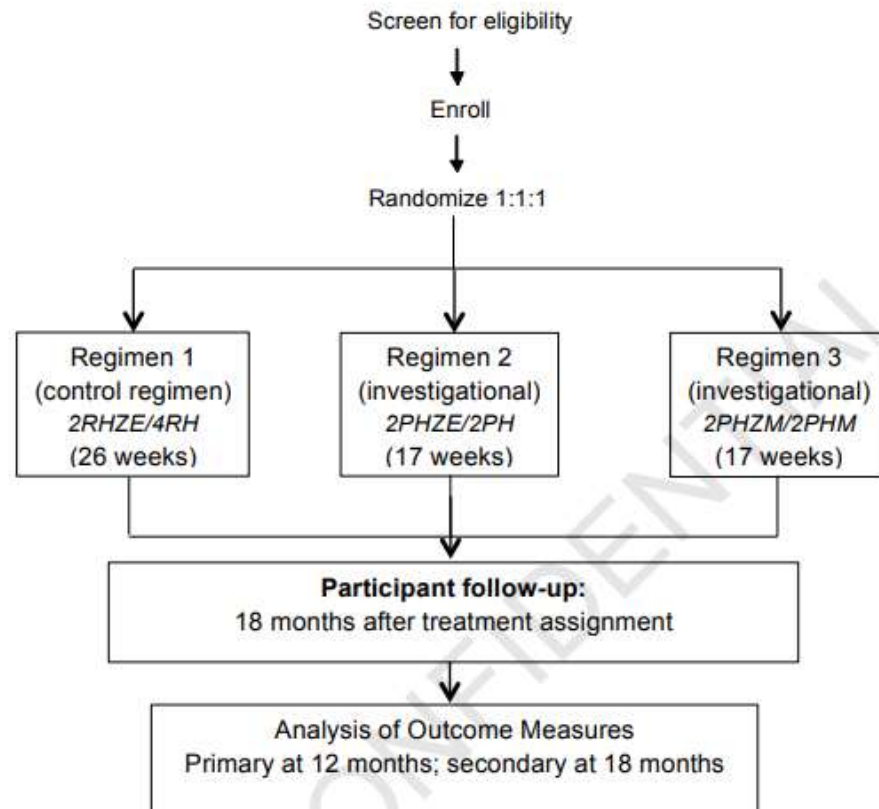 Screen for eligibility
Enroll
Randomize 1:1:1
Regimen 1
(control regimen)
2RHZE/4RH
(26 weeks)
Regimen 2
(investigational)
2PHZE/2PH
(17 weeks)
Regimen 3
(investigational)
2PHZM/2PHM
(17 weeks)
Participant follow-up:
18 months after treatment assignment
Analysis of Outcome Measures
Primary at 12 months; secondary at 18 months
CONFIDENTIAL